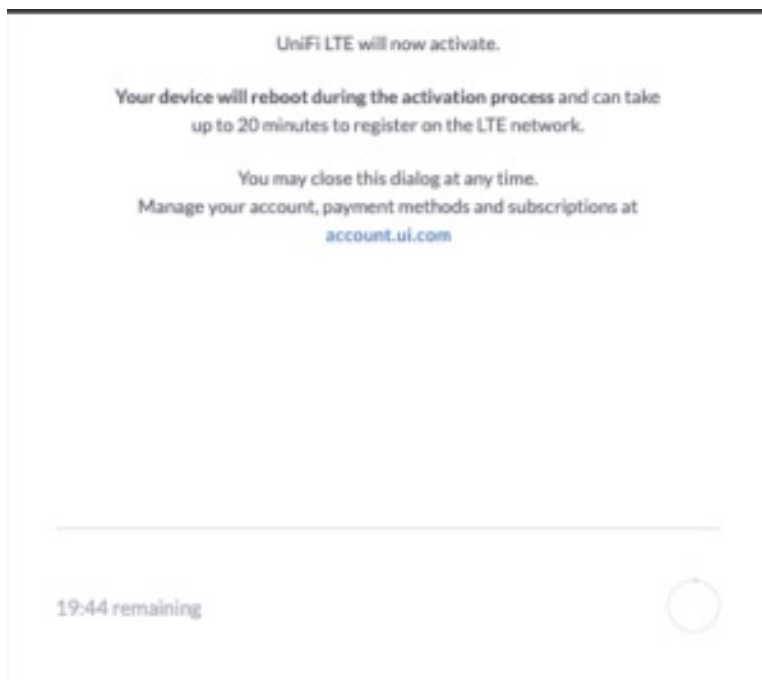 UniFi LTE will now activate.
Your device will reboot during the activation process and can take
up to 20 minutes to register on the LTE network.
You may close this dialog at any time.
Manage your account, payment methods and subscriptions at
account.ui.com
19:44 remaining